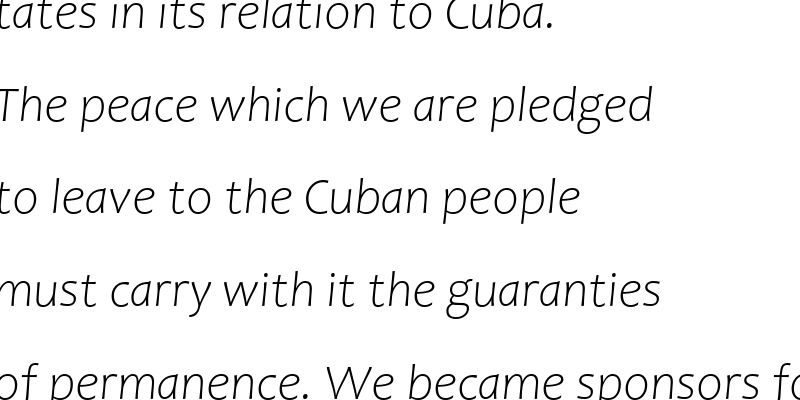 tates in its relation to Cuba.
The peace which we are pledged
to leave to the Cuban people
must carry with it the guaranties
of permanence. We became sponsors fo